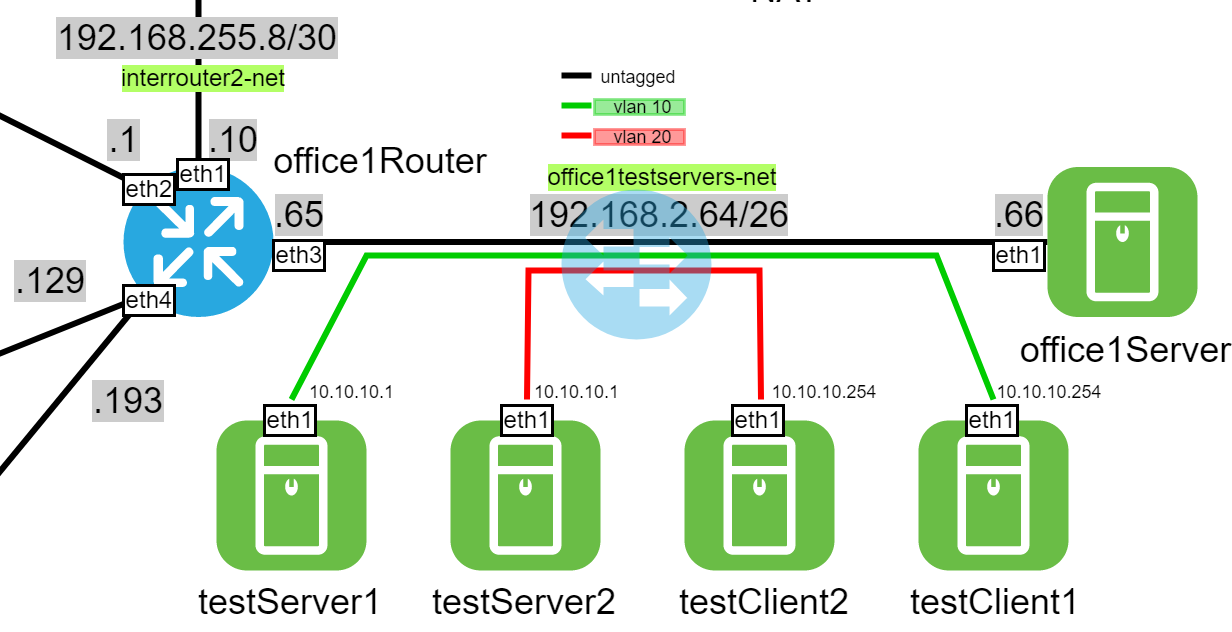 192.168.255.8/30
interrouter2-net
untagged
vlan 10
vlan 20
.1
.10
office1Router
eth2
eth1
office1testservers-net
.65
192.168.2.64/26
.66
eth3
eth1
.129
eth4
office1Server
.193
10.10.10.1
10.10.10.1
10.10.10.254
10.10.10.254
eth1
eth1
eth1
eth1
testServer1
testServer2
testClient2
testClient1